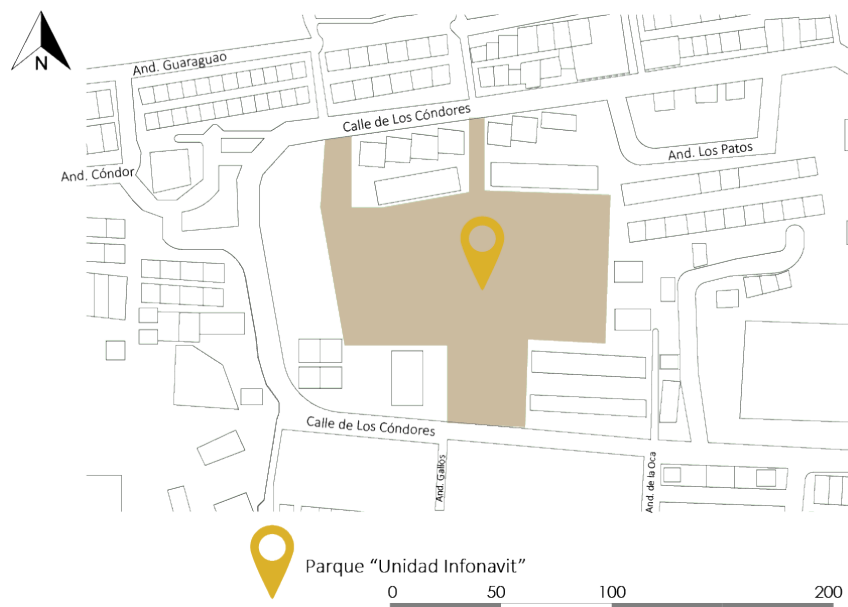 N
And. Guaraguao
Calle de Los Cóndores
And. Los Patos
And. Cóndor
Calle de Los Cóndores
And. Gallos
And. de la Oca
Parque “Unidad Infonavit”
0 50 100 200